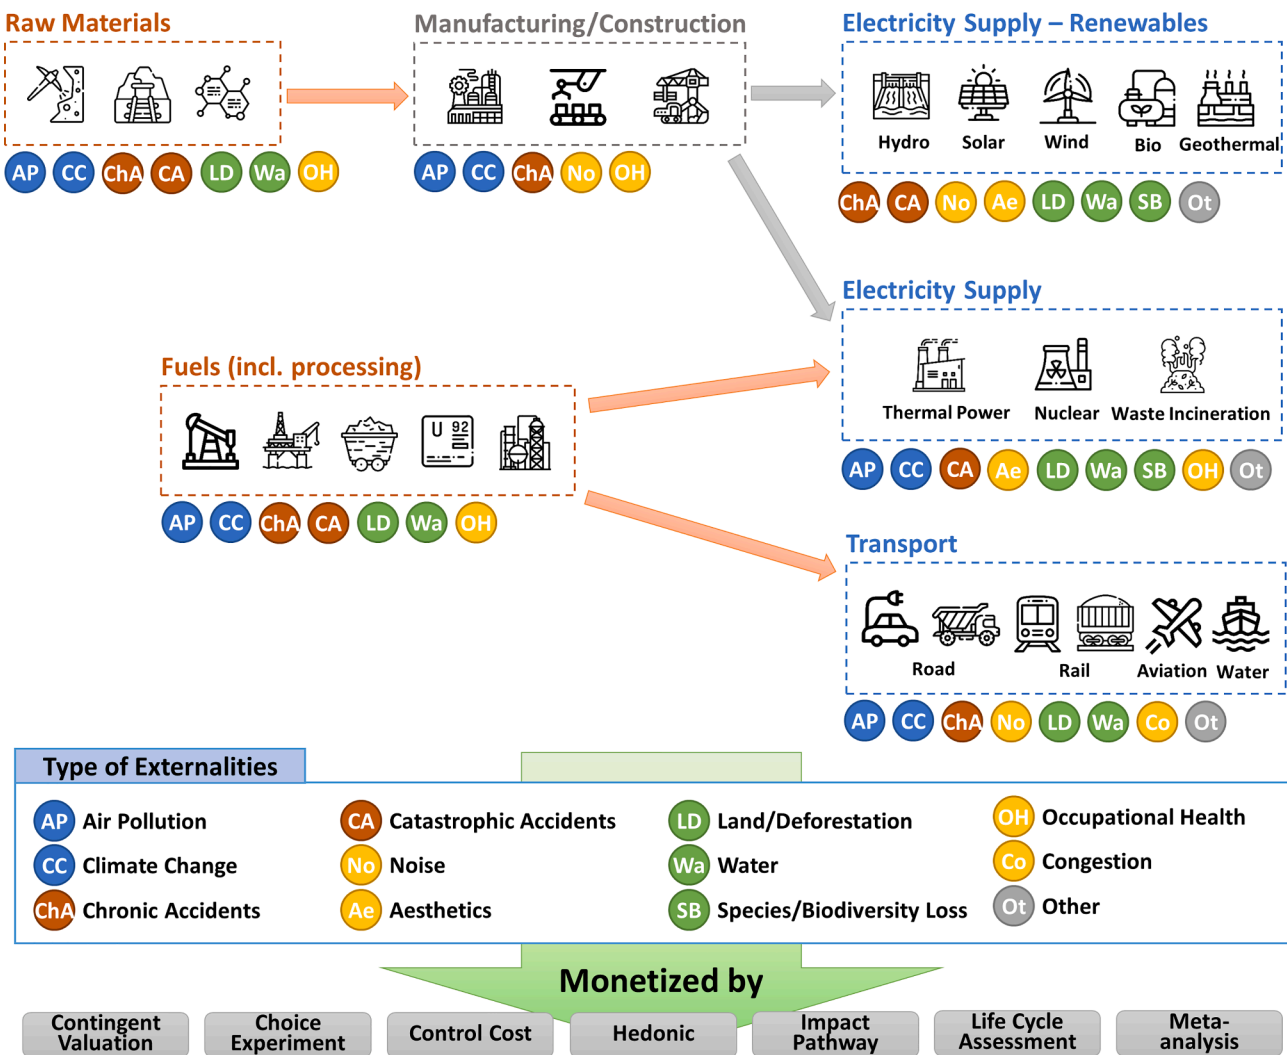 Raw Materials
Manufacturing/Construction
Electricity Supply – Renewables
Hydro
Solar
Wind
Bio
Geothermal
AP CC ChA CA LD Wa OH
AP CC ChA No OH
ChA CA No Ae LD Wa SB Ot
Electricity Supply
Thermal Power
Nuclear
Waste Incineration
AP CC CA Ae LD Wa SB OH Ot
Fuels (incl. processing)
U 92
AP CC ChA CA LD Wa OH
Transport
Road
Rail
Aviation
Water
AP CC ChA No LD Wa Co Ot
Type of Externalities
AP Air Pollution
CC Climate Change
ChA Chronic Accidents
CA Catastrophic Accidents
No Noise
Ae Aesthetics
LD Land/Deforestation
Wa Water
SB Species/Biodiversity Loss
OH Occupational Health
Co Congestion
Ot Other
Monetized by
Contingent
Valuation
Choice
Experiment
Control Cost
Hedonic
Impact
Pathway
Life Cycle
Assessment
Meta-
analysis